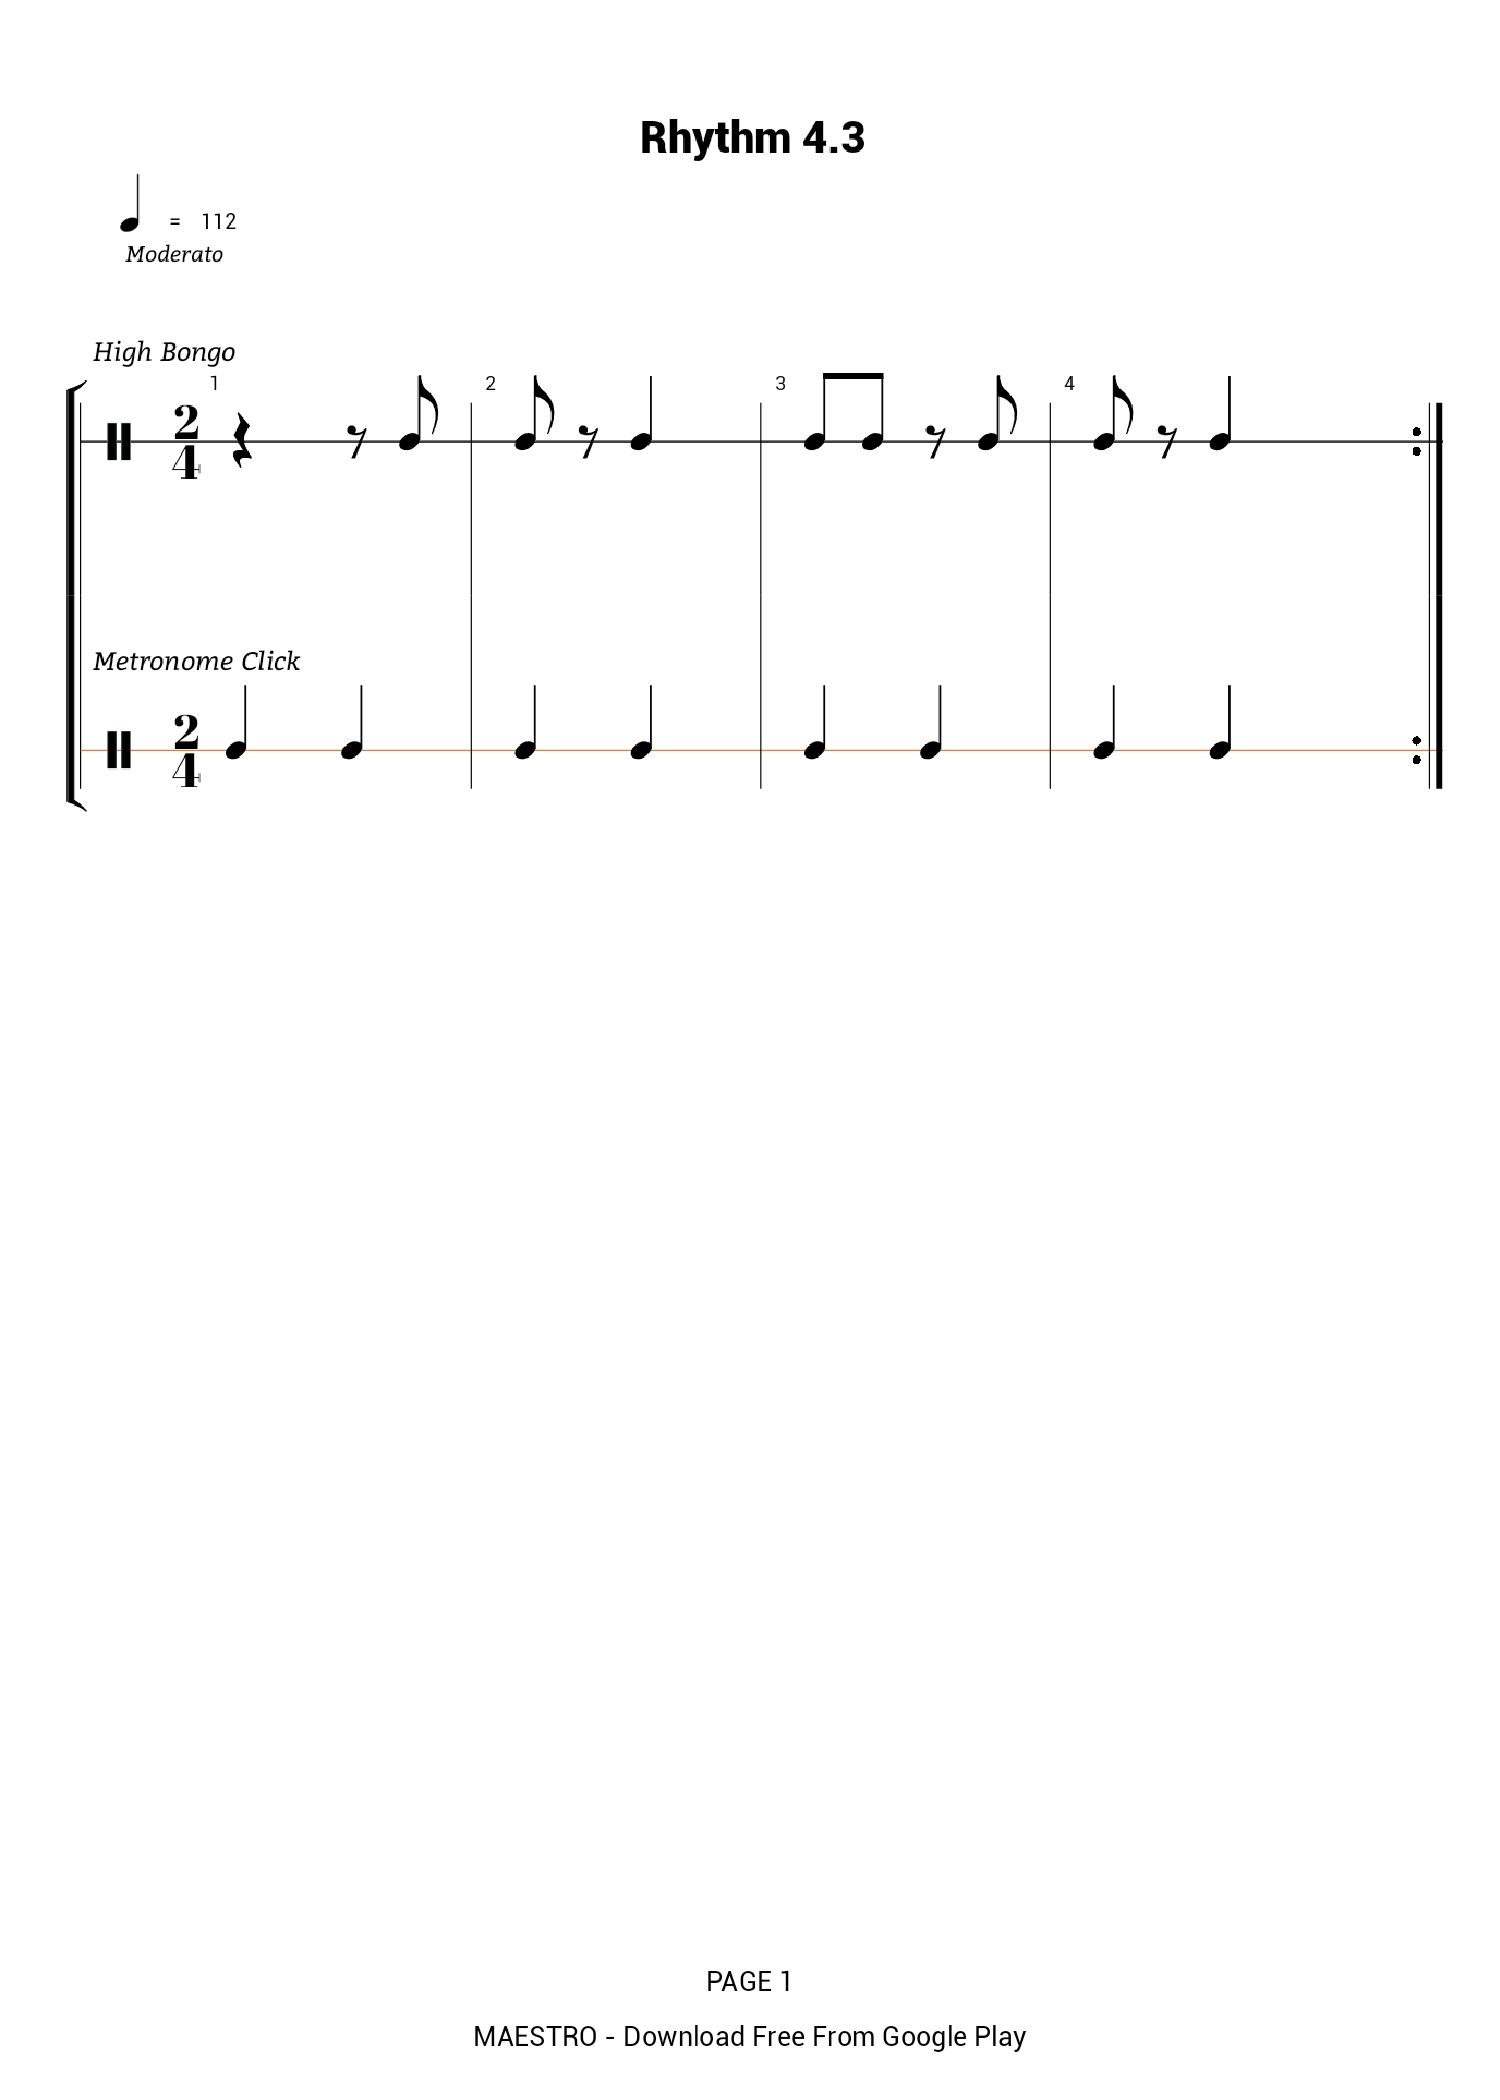 Rhythm 4.3
= 112
Moderato
High Bongo
1 2 3 4
2
4
Metronome Click
2
4
PAGE 1
MAESTRO - Download Free From Google Play